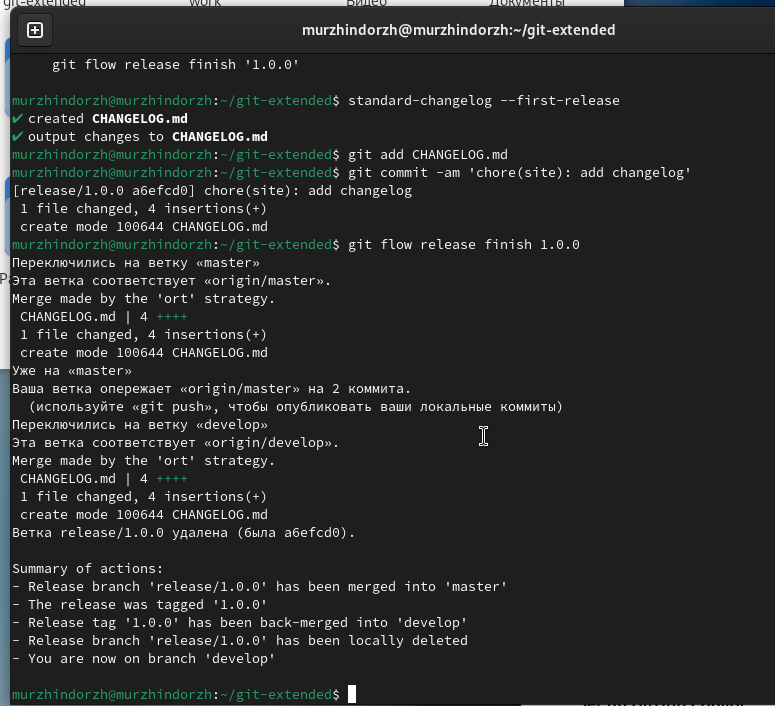 git-extended work Видео Документы
murzhindorzh@murzhindorzh:~/git-extended
git flow release finish '1.0.0'
murzhindorzh@murzhindorzh:~/git-extended$ standard-changelog --first-release
✔ created CHANGELOG.md
✔ output changes to CHANGELOG.md
murzhindorzh@murzhindorzh:~/git-extended$ git add CHANGELOG.md
murzhindorzh@murzhindorzh:~/git-extended$ git commit -am 'chore(site): add changelog'
[release/1.0.0 a6efcd0] chore(site): add changelog
1 file changed, 4 insertions(+)
create mode 100644 CHANGELOG.md
murzhindorzh@murzhindorzh:~/git-extended$ git flow release finish 1.0.0
Переключились на ветку «master»
Эта ветка соответствует «origin/master».
Merge made by the 'ort' strategy.
CHANGELOG.md | 4 ++++
1 file changed, 4 insertions(+)
create mode 100644 CHANGELOG.md
Уже на «master»
Ваша ветка опережает «origin/master» на 2 коммита.
(используйте «git push», чтобы опубликовать ваши локальные коммиты)
Переключились на ветку «develop»
Эта ветка соответствует «origin/develop».
Merge made by the 'ort' strategy.
CHANGELOG.md | 4 ++++
1 file changed, 4 insertions(+)
create mode 100644 CHANGELOG.md
Ветка release/1.0.0 удалена (была a6efcd0).
Summary of actions:
- Release branch 'release/1.0.0' has been merged into 'master'
- The release was tagged '1.0.0'
- Release tag '1.0.0' has been back-merged into 'develop'
- Release branch 'release/1.0.0' has been locally deleted
- You are now on branch 'develop'
murzhindorzh@murzhindorzh:~/git-extended$